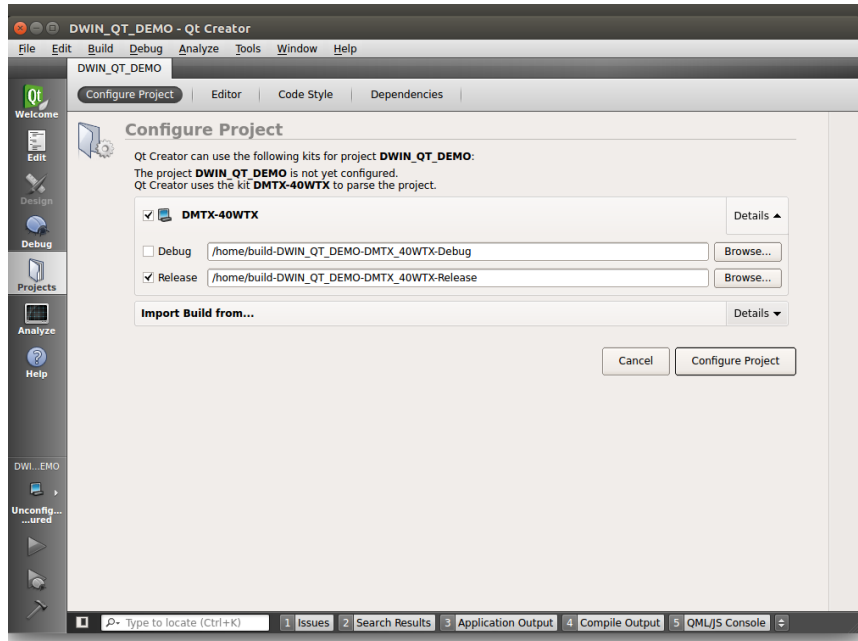 DWIN_QT_DEMO - Qt Creator
File Edit Build Debug Analyze Tools Window Help
DWIN_QT_DEMO
Configure Project Editor Code Style Dependencies
Qt
Welcome
Edit
Design
Debug
Projects
Analyze
Help
Configure Project
Qt Creator can use the following kits for project DWIN_QT_DEMO:
The project DWIN_QT_DEMO is not yet configured.
Qt Creator uses the kit DMTX-40WTX to parse the project.
DMTX-40WTX Details
Debug /home/build-DWIN_QT_DEMO-DMTX_40WTX-Debug Browse...
Release /home/build-DWIN_QT_DEMO-DMTX_40WTX-Release Browse...
Import Build from... Details
Cancel Configure Project
DWI...EMO
Unconfig...
...ured
Type to locate (Ctrl+K) 1 Issues 2 Search Results 3 Application Output 4 Compile Output 5 QML/JS Console